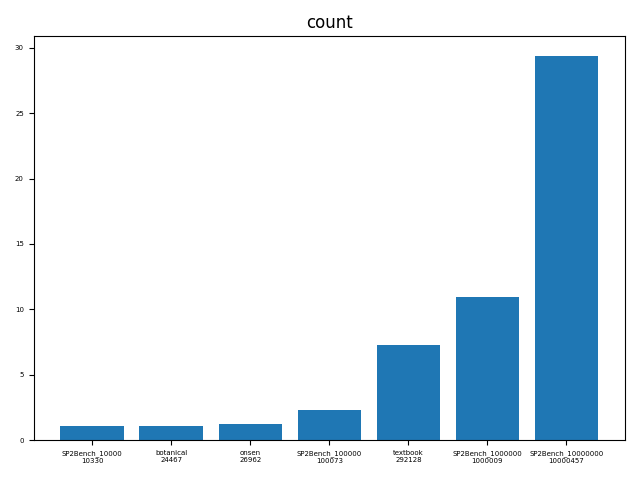 count
30
25
20
15
10
5
0
SP2Bench_10000 botanical onsen SP2Bench_100000 textbook SP2Bench_1000000 SP2Bench_10000000
10330 24467 26962 100073 292128 1000009 10000457